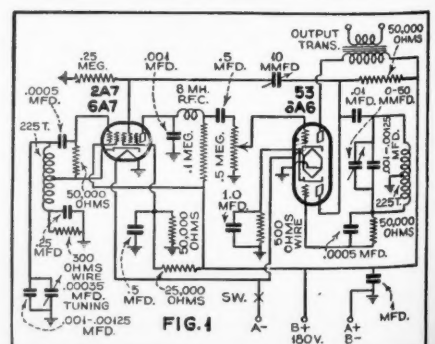 OUTPUT
TRANS.
50,000
OHMS
.25 MEG.
.001
MFD.
.5
MFD.
10
MMFD
.0005
MFD.
2A7
6A7
8 MH.
R.F.C.
53
6A6
.01
MFD.
0-50
MMFD.
225 T.
.1 MEG.
.5 MEG.
.001-.00125
MFD.
225T.
50,000
OHMS
.25
MFD.
50,000
OHMS
1.0
MFD.
500
OHMS
WIRE
50,000
OHMS
.0005
MFD.
300
OHMS
WIRE
.00035
MFD.
TUNING
.5
MFD.
25,000
OHMS
SW.
.1
MFD.
.001-.00125
MFD.
FIG. 1
A-
B+
180V.
A+
B-